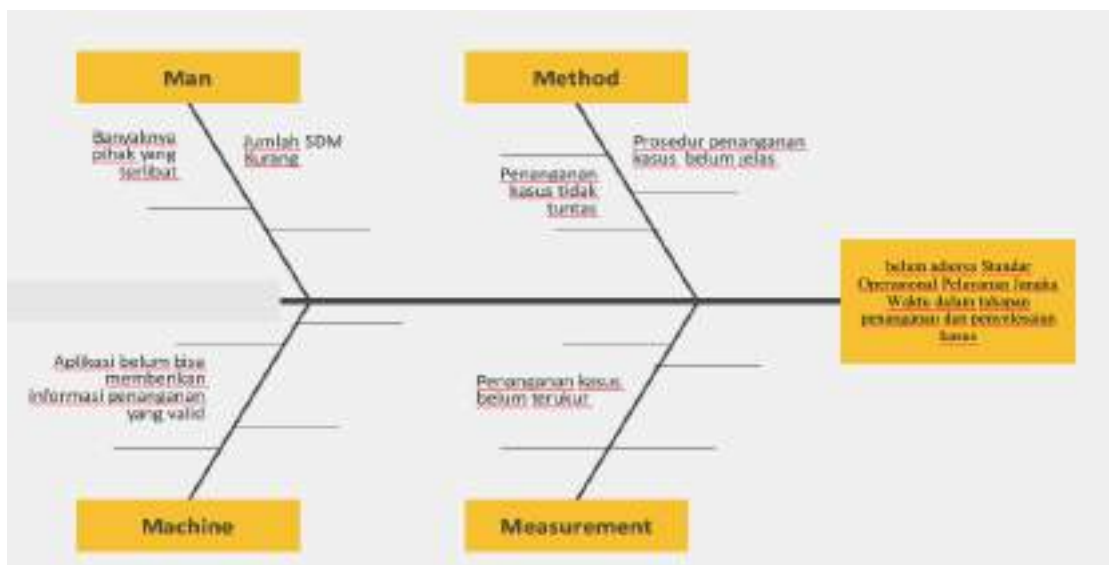 Man
Method
Banyaknya
pihak yang
terlibat
Jumlah SDM
Kurang
Penanganan
kasus tidak
tuntas
Prosedur penanganan
kasus belum jelas
belum adanya Standar
Operasional Pelayanan Jangka
Waktu dalam tahapan
penanganan dan penyelesaian
kasus
Aplikasi belum bisa
memberikan
informasi penanganan
yang valid
Penanganan kasus
belum terukur
Machine
Measurement